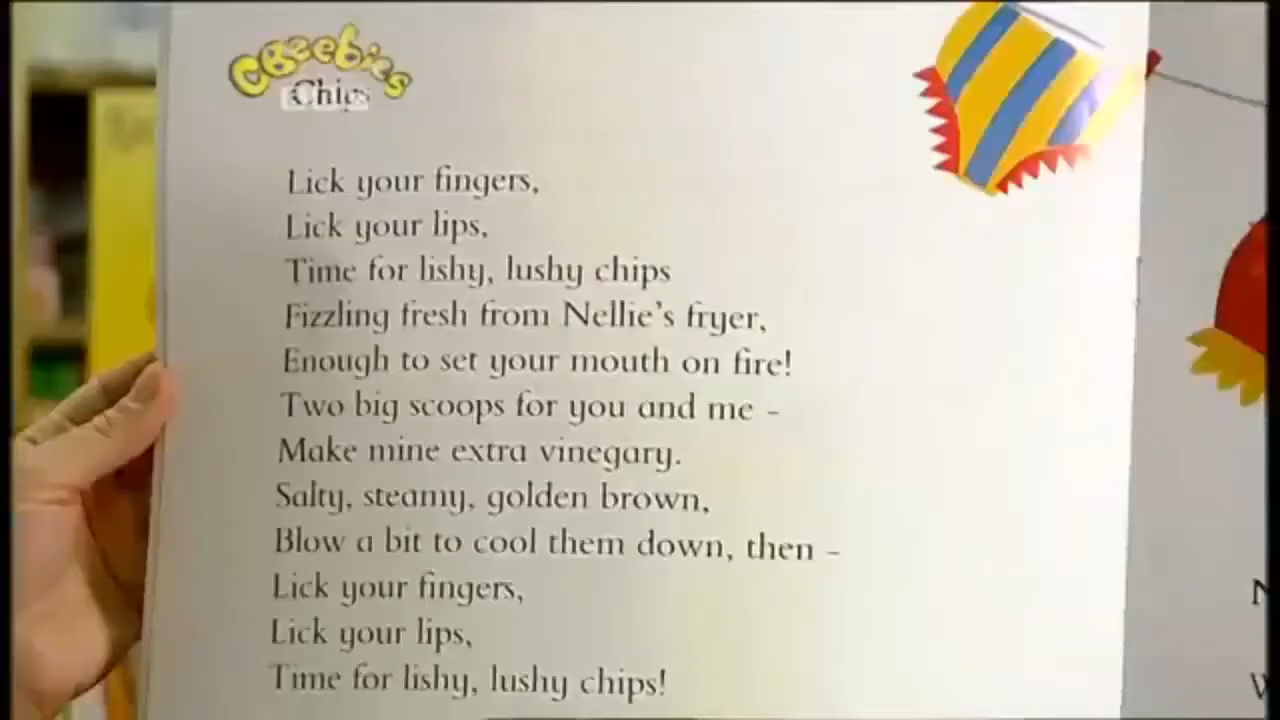 CBeebies
Chips
Lick your fingers,
Lick your lips,
Time for lishy, lushy chips
Fizzling fresh from Nellie's fryer,
Enough to set your mouth on fire!
Two big scoops for you and me -
Make mine extra vinegary.
Salty, steamy, golden brown,
Blow a bit to cool them down, then -
Lick your fingers,
Lick your lips,
Time for lishy, lushy chips!